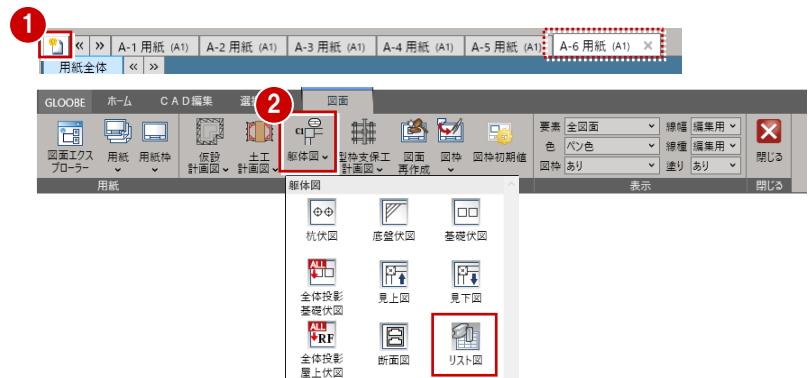 1
« » A-1 用紙 (A1) A-2 用紙 (A1) A-3 用紙 (A1) A-4 用紙 (A1) A-5 用紙 (A1) A-6 用紙 (A1) ×
用紙全体 « »
GLOOBE ホーム CAD編集 選 2 図面
図面エクス
プローラー
用紙
用紙枠
仮設
計画図
土工
計画図
CI
躯体図
型枠支保工
計画図
図面
再作成
図枠
図枠初期値
要素 全図面 線幅 編集用
色 ペン色 線種 編集用
図枠 あり 塗り あり
閉じる
用紙 表示 閉じる
躯体図
杭伏図 底盤伏図 基礎伏図
ALL
全体投影
基礎伏図
見上図 見下図
ALL
RF
全体投影
屋上伏図
断面図 リスト図